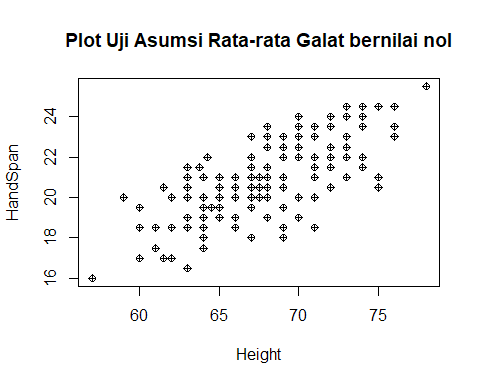 Plot Uji Asumsi Rata-rata Galat bernilai nol
HandSpan
24
22
20
18
16
60 65 70 75
Height